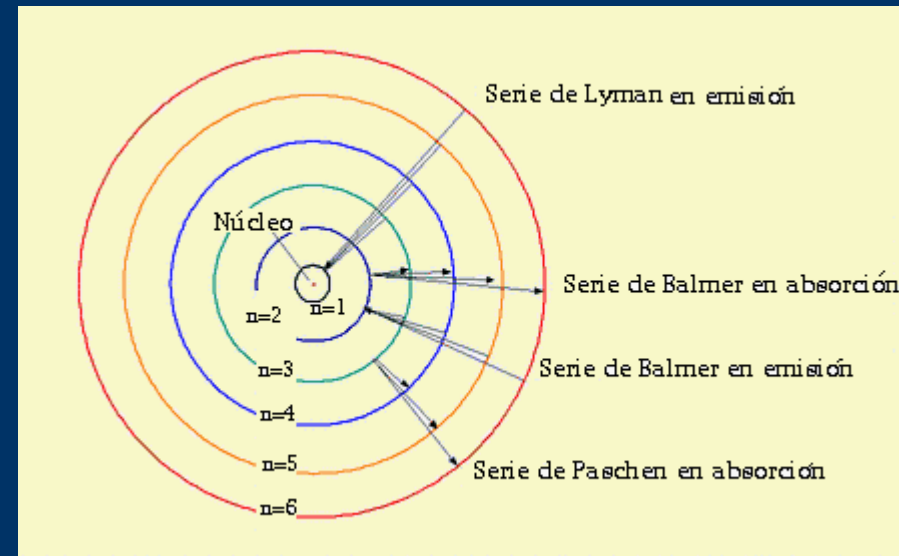 Serie de Lyman en emisión
Núcleo
Serie de Balmer en absorción
n=1
n=2
Serie de Balmer en emisión
n=3
n=4
n=5
Serie de Paschen en absorción
n=6